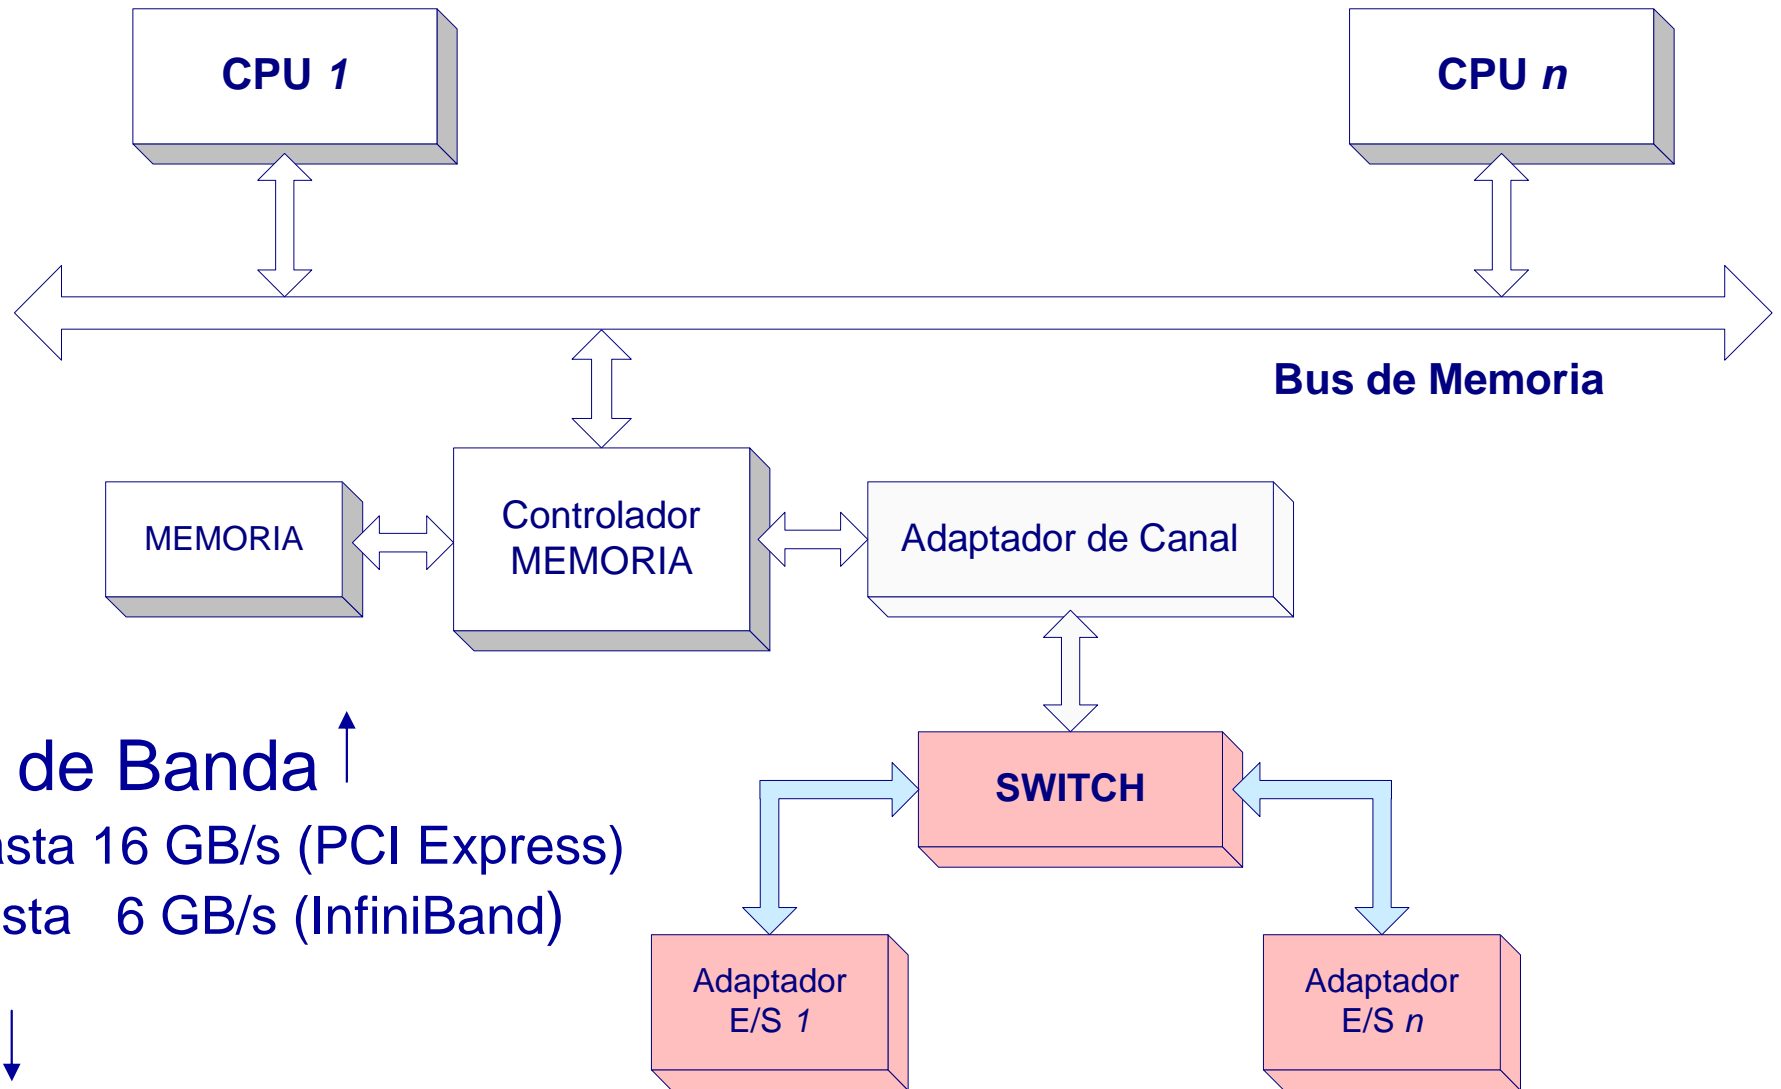 CPU 1
CPU n
Bus de Memoria
MEMORIA
Controlador
MEMORIA
Adaptador de Canal
SWITCH
de Banda
asta 16 GB/s (PCI Express)
sta 6 GB/s (InfiniBand)
Adaptador
E/S 1
Adaptador
E/S n